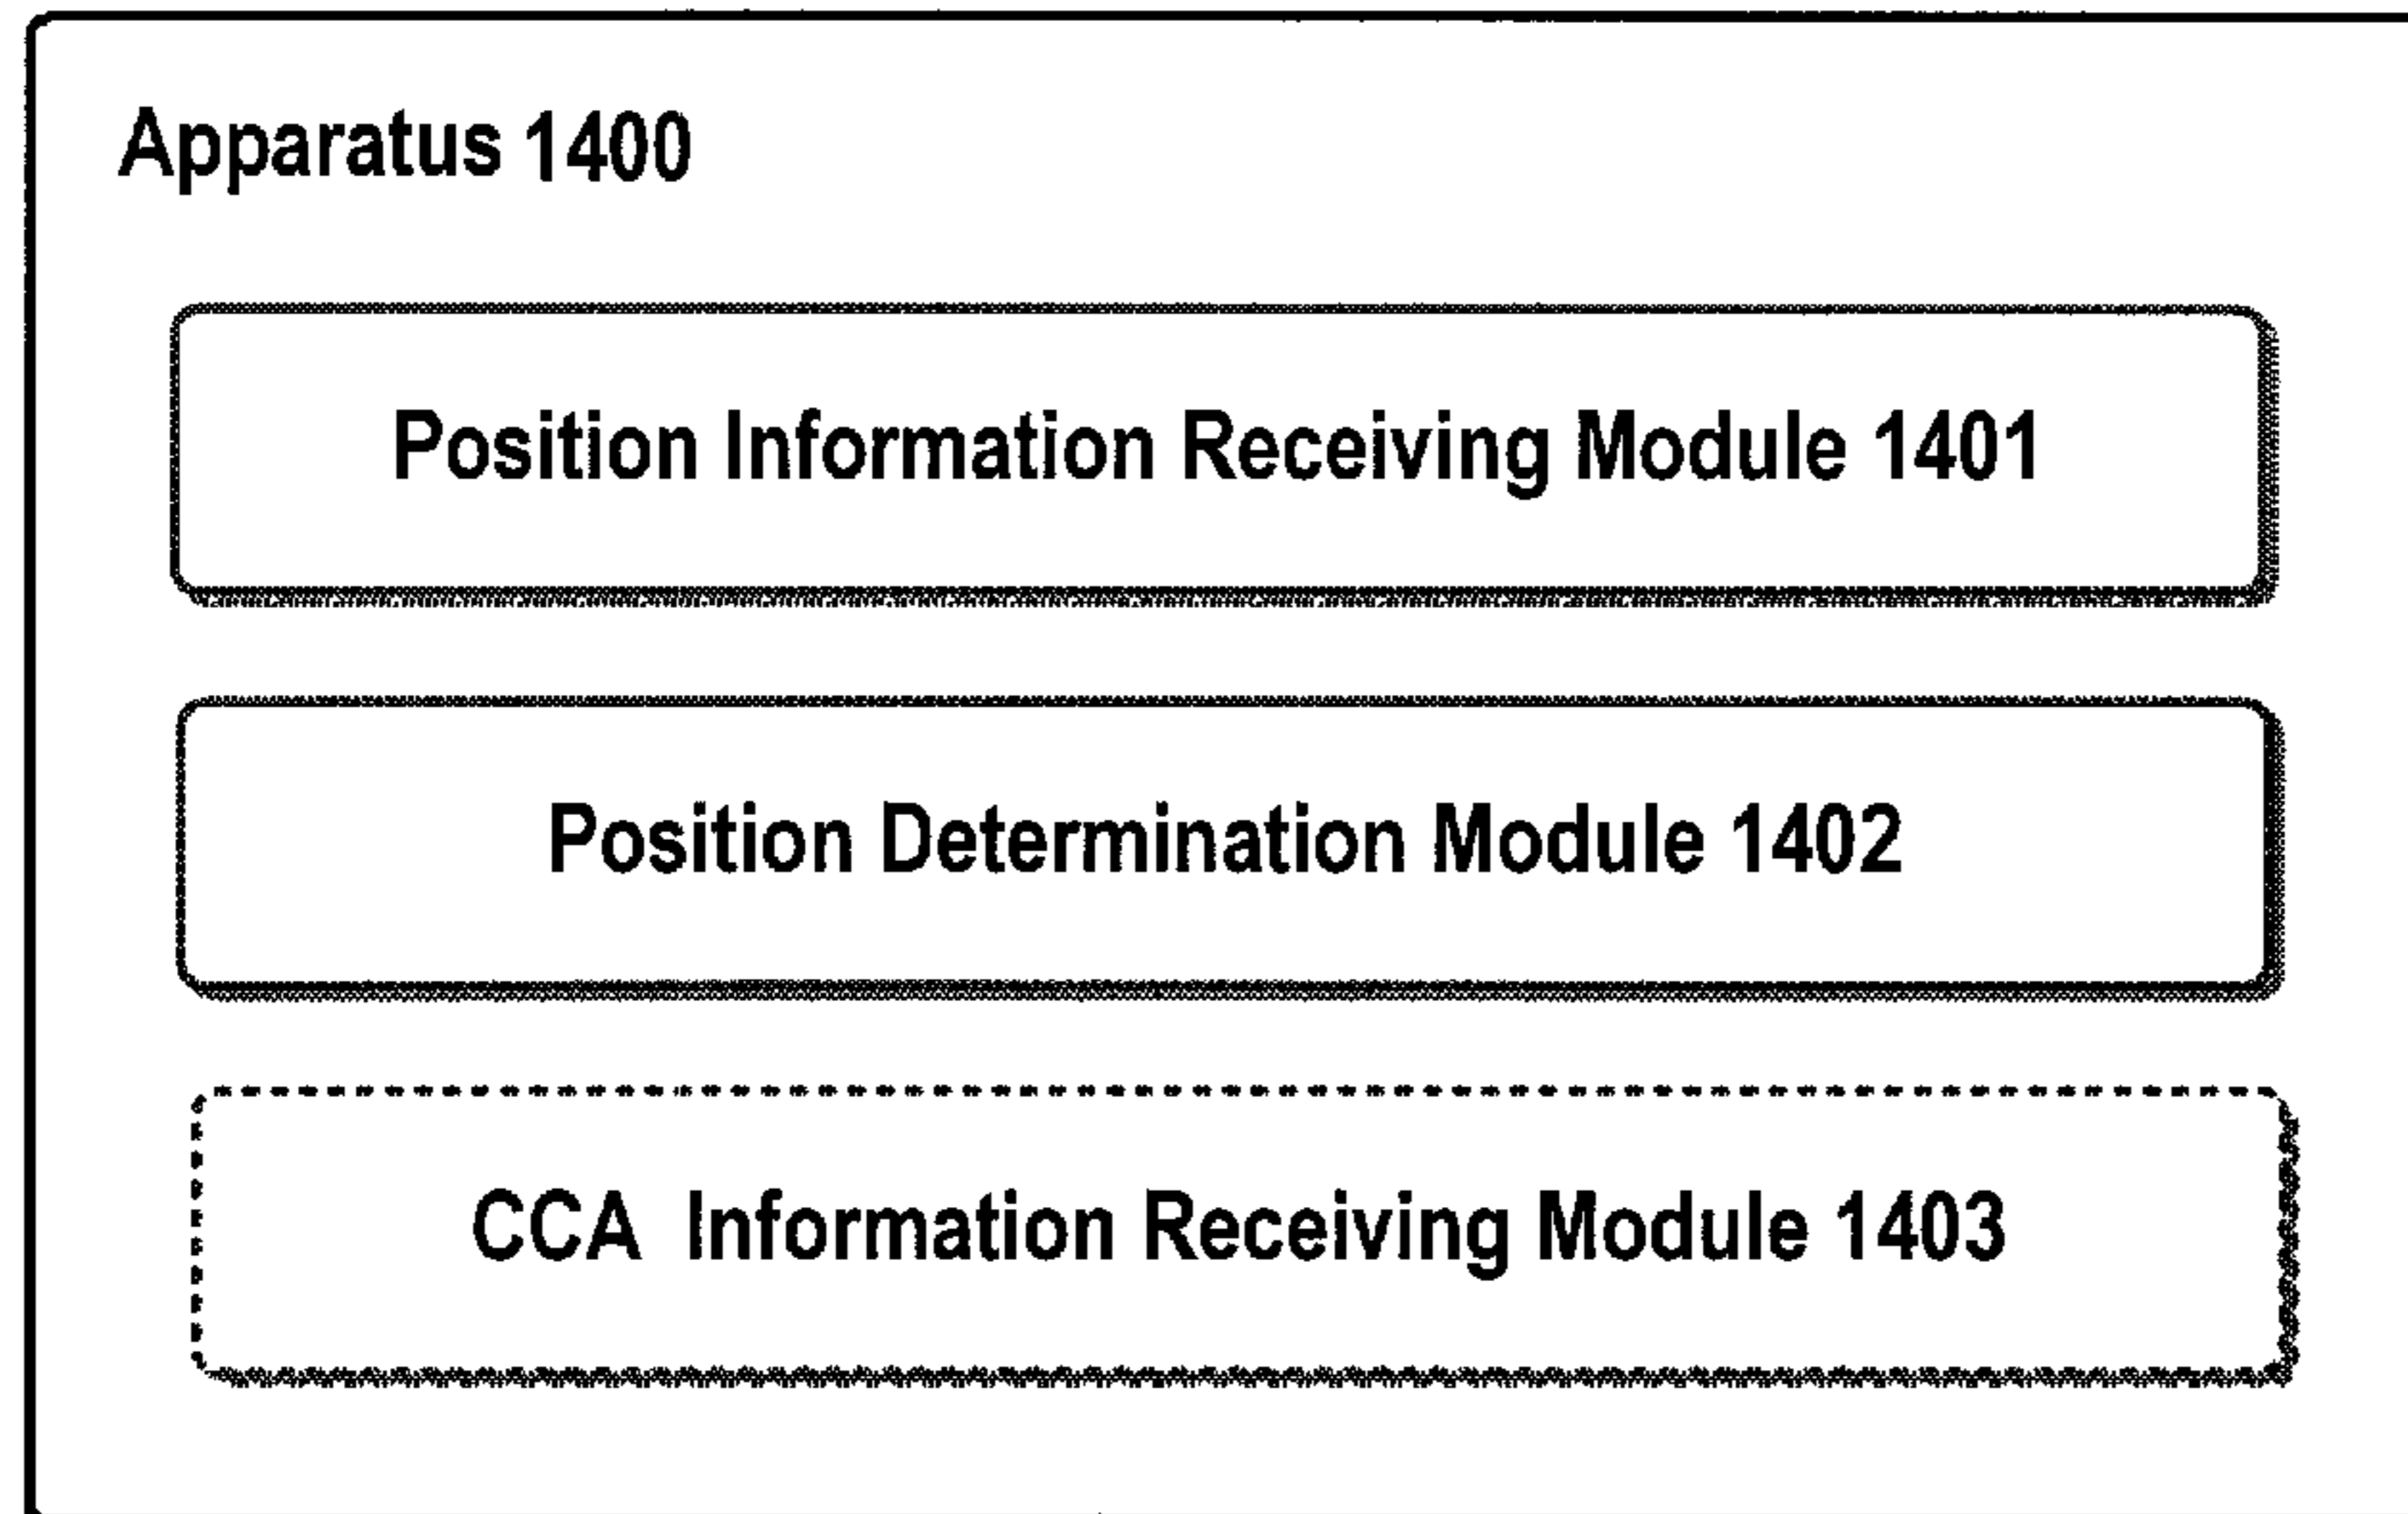 Apparatus 1400
Position Information Receiving Module 1401
Position Determination Module 1402
CCA Information Receiving Module 1403